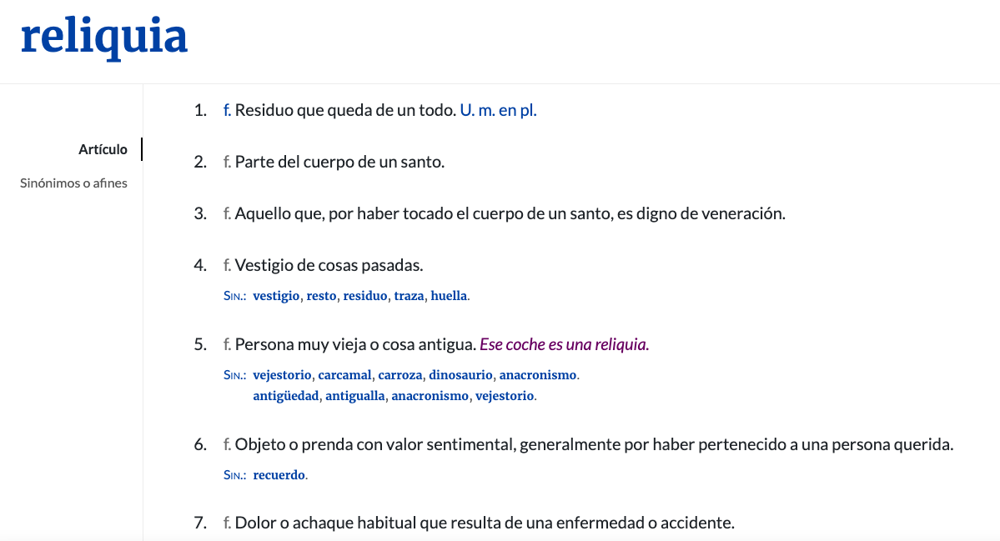 reliquia
Artículo
Sinónimos o afines
1. f. Residuo que queda de un todo. U. m. en pl.
2. f. Parte del cuerpo de un santo.
3. f. Aquello que, por haber tocado el cuerpo de un santo, es digno de veneración.
4. f. Vestigio de cosas pasadas.
Sin.: vestigio, resto, residuo, traza, huella.
5. f. Persona muy vieja o cosa antigua. Ese coche es una reliquia.
Sin.: vejestorio, carcamal, carroza, dinosaurio, anacronismo.
antigüedad, antigualla, anacronismo, vejestorio.
6. f. Objeto o prenda con valor sentimental, generalmente por haber pertenecido a una persona querida.
Sin.: recuerdo.
7. f. Dolor o achaque habitual que resulta de una enfermedad o accidente.